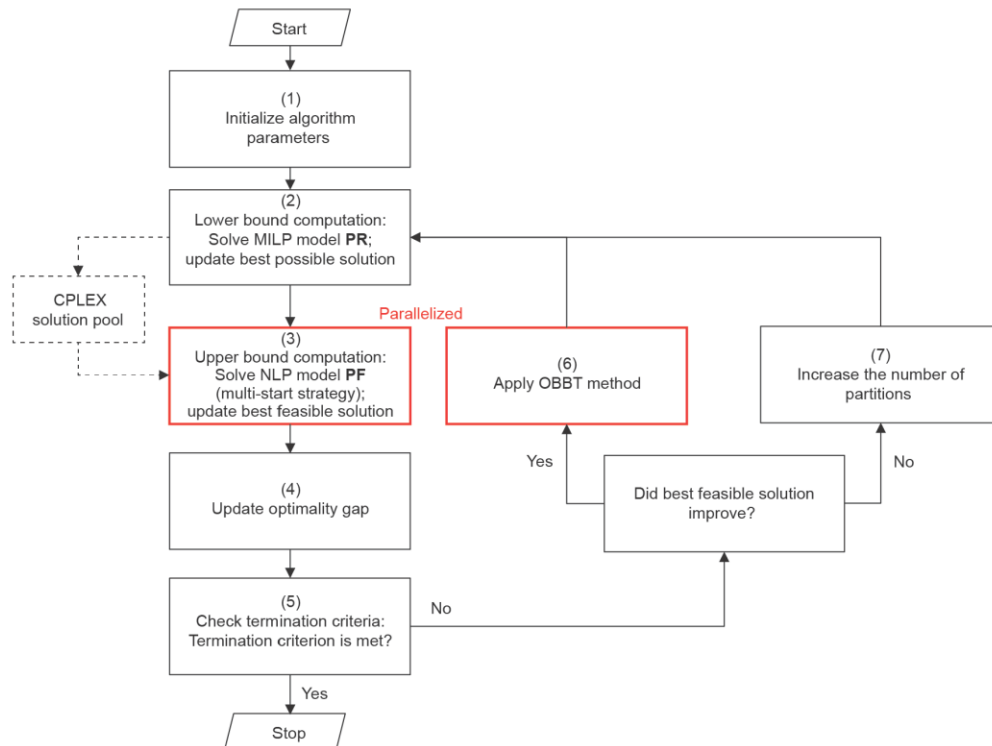 Start
(1)
Initialize algorithm
parameters
(2)
Lower bound computation:
Solve MILP model PR;
update best possible solution
CPLEX
solution pool
Parallelized
(3)
Upper bound computation:
Solve NLP model PF
(multi-start strategy);
update best feasible solution
(6)
Apply OBBT method
(7)
Increase the number of
partitions
Yes
No
Did best feasible solution
improve?
(4)
Update optimality gap
(5)
Check termination criteria:
Termination criterion is met?
No
Yes
Stop